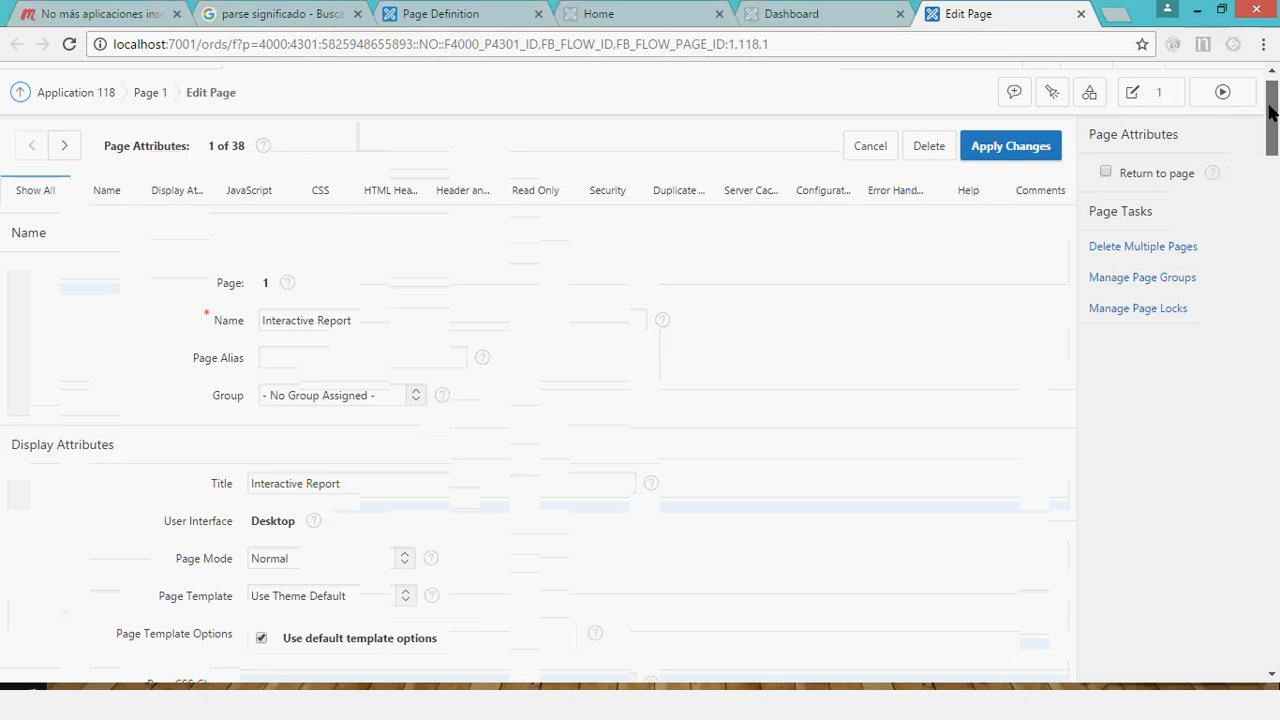 No más aplicaciones ins
parse significado - Busca
Page Definition
Home
Dashboard
Edit Page
localhost:7001/ords/f?p=4000:4301:5825948655893::NO::F4000_P4301_ID,FB_FLOW_ID,FB_FLOW_PAGE_ID:1,118,1
Application 118 Page 1 Edit Page
1
Page Attributes: 1 of 38
Cancel Delete Apply Changes
Show All Name Display At... JavaScript CSS HTML Hea... Header an... Read Only Security Duplicate ... Server Cac... Configurat... Error Hand... Help Comments
Name
Page: 1
* Name Interactive Report
Page Alias
Group - No Group Assigned -
Display Attributes
Title Interactive Report
User Interface Desktop
Page Mode Normal
Page Template Use Theme Default
Page Template Options Use default template options
Page Attributes
Return to page
Page Tasks
Delete Multiple Pages
Manage Page Groups
Manage Page Locks